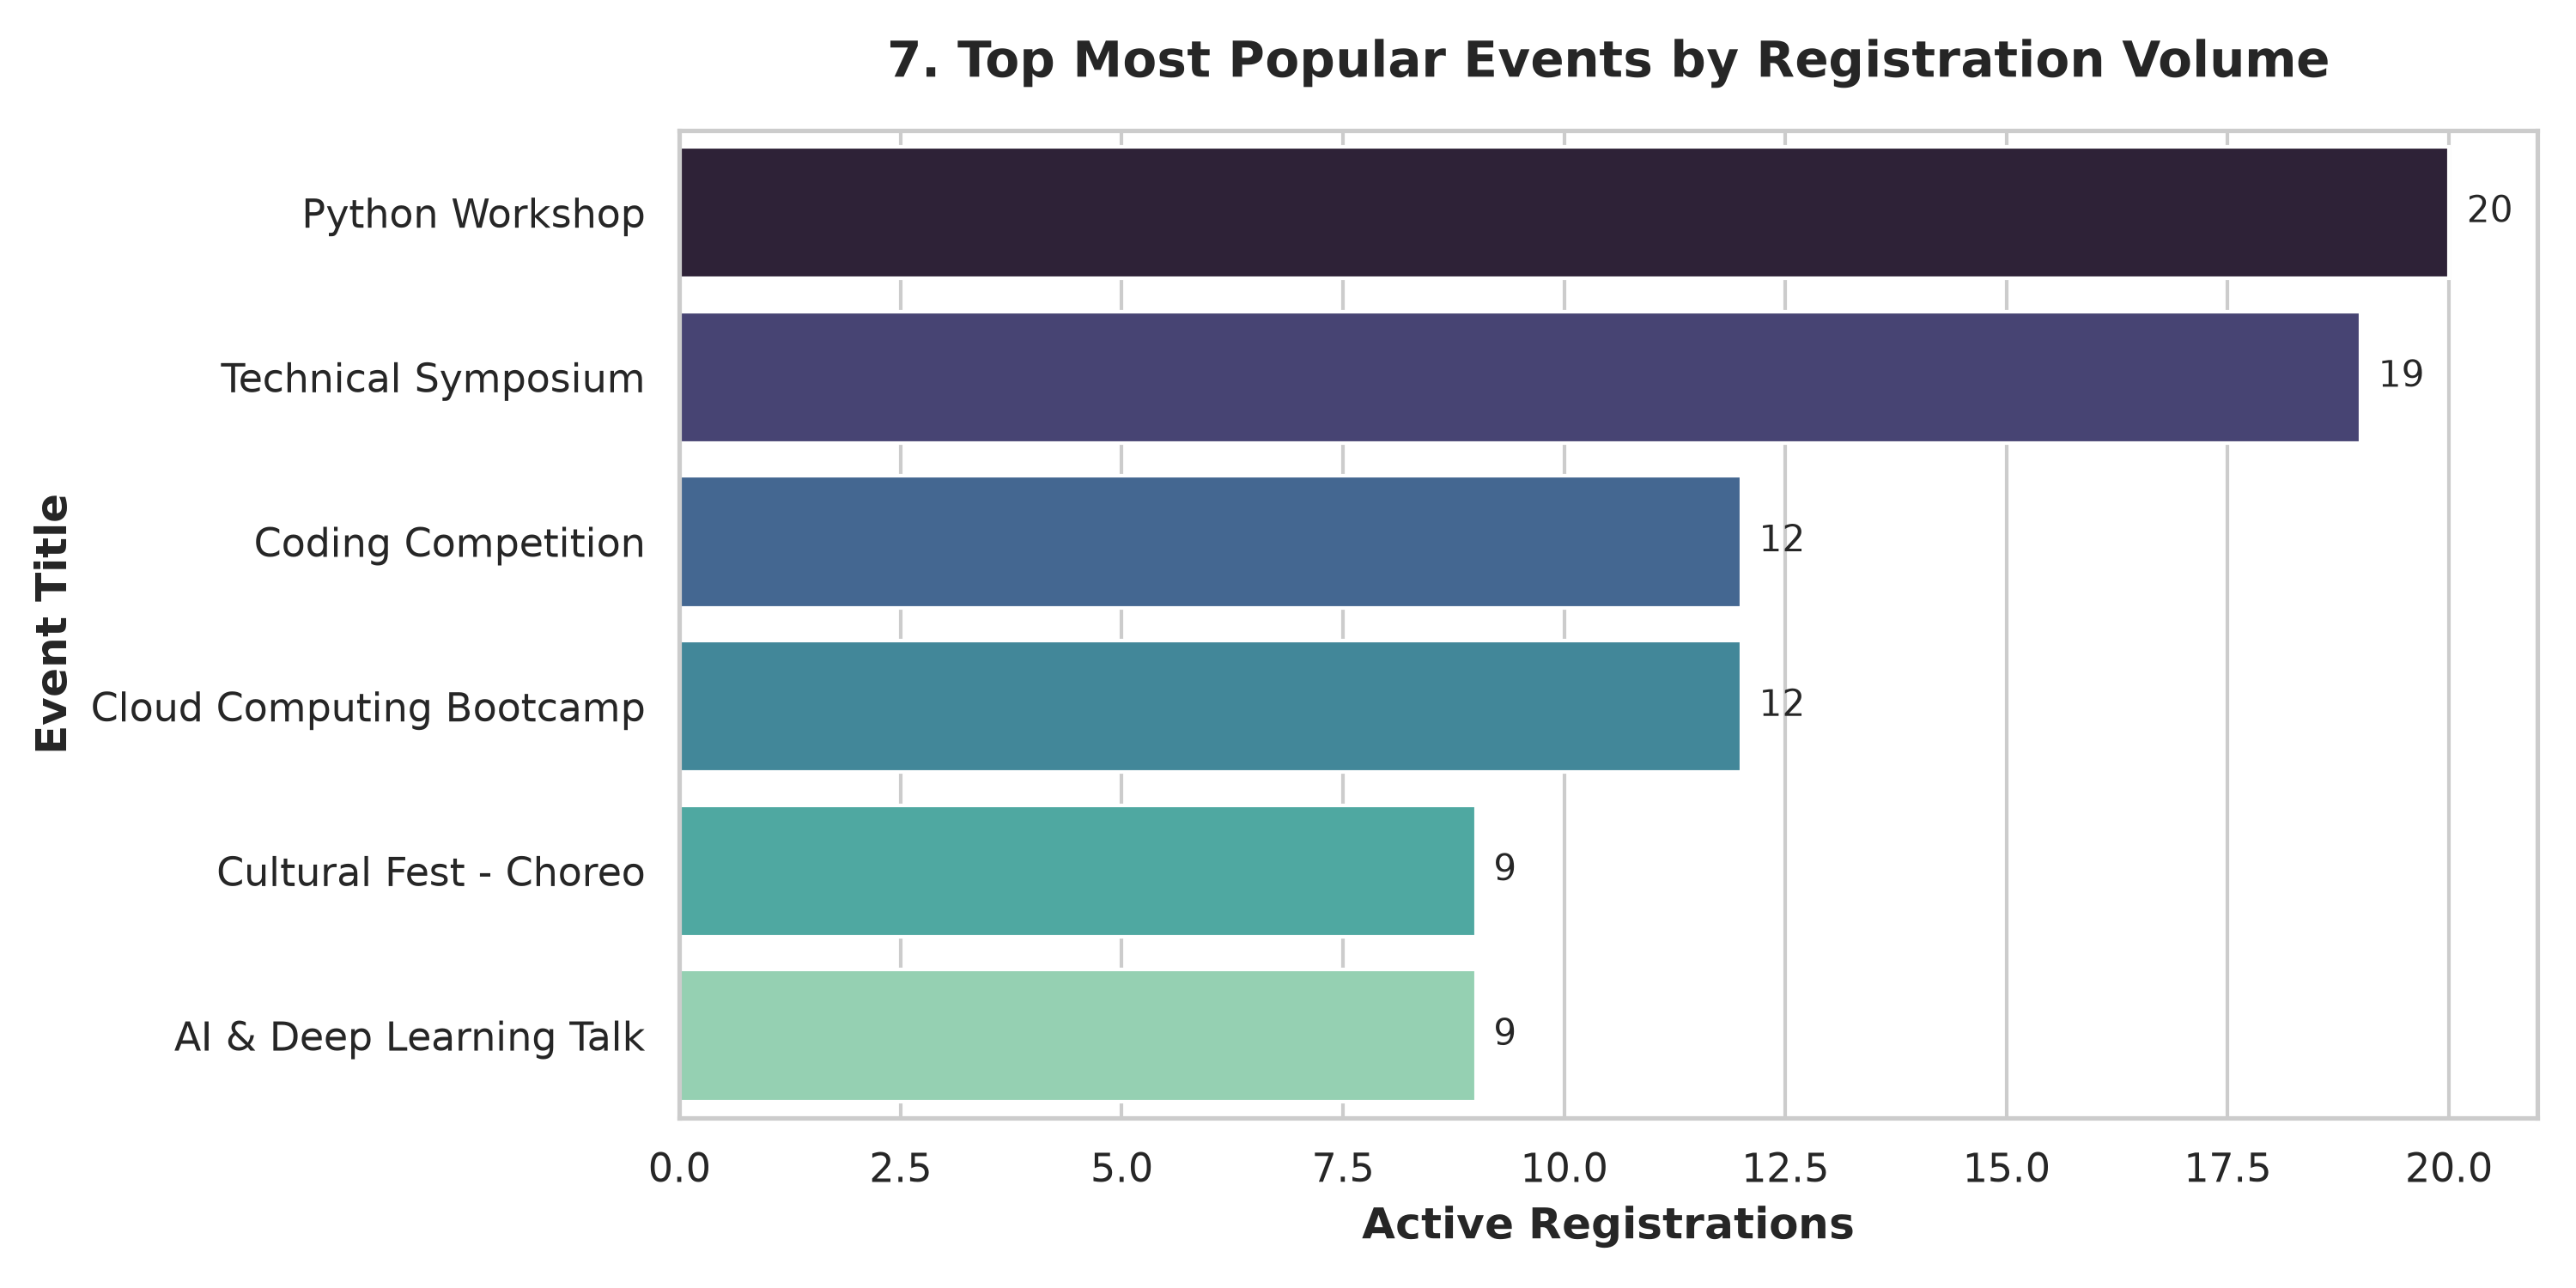 7. Top Most Popular Events by Registration Volume
Event Title
Python Workshop 20
Technical Symposium 19
Coding Competition 12
Cloud Computing Bootcamp 12
Cultural Fest - Choreo 9
AI & Deep Learning Talk 9
0.0 2.5 5.0 7.5 10.0 12.5 15.0 17.5 20.0
Active Registrations